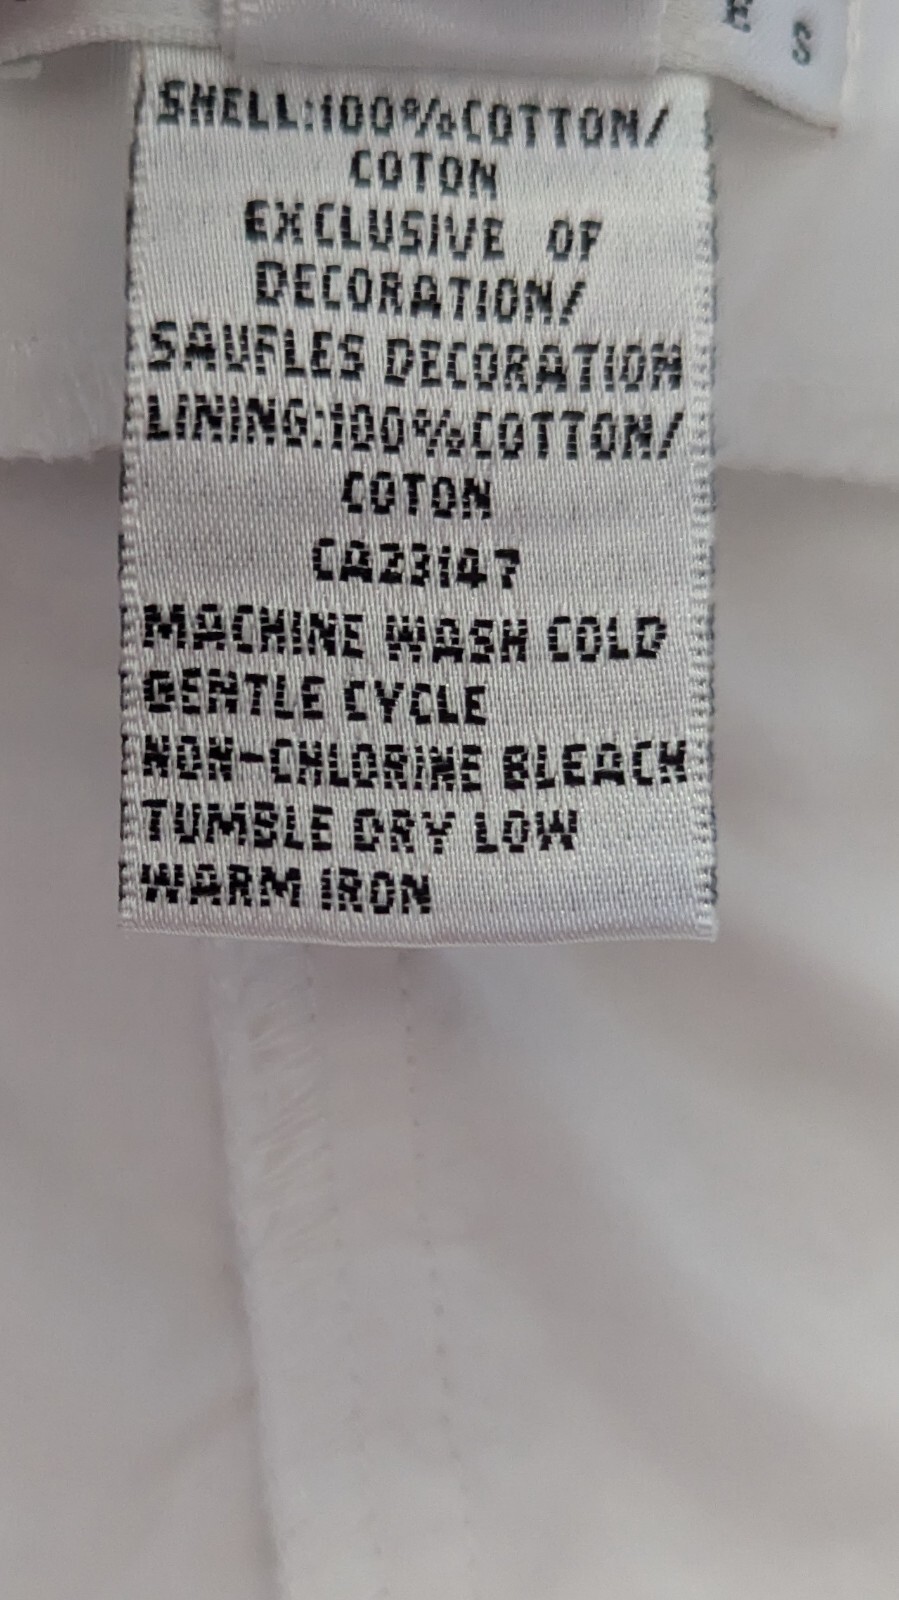 S
SHELL:100%COTTON/
COTON
EXCLUSIVE OF
DECORATION/
SAUFLES DECORATION
LINING:100%COTTON/
COTON
CA23147
MACHINE WASH COLD
GENTLE CYCLE
NON-CHLORINE BLEACH
TUMBLE DRY LOW
WARM IRON